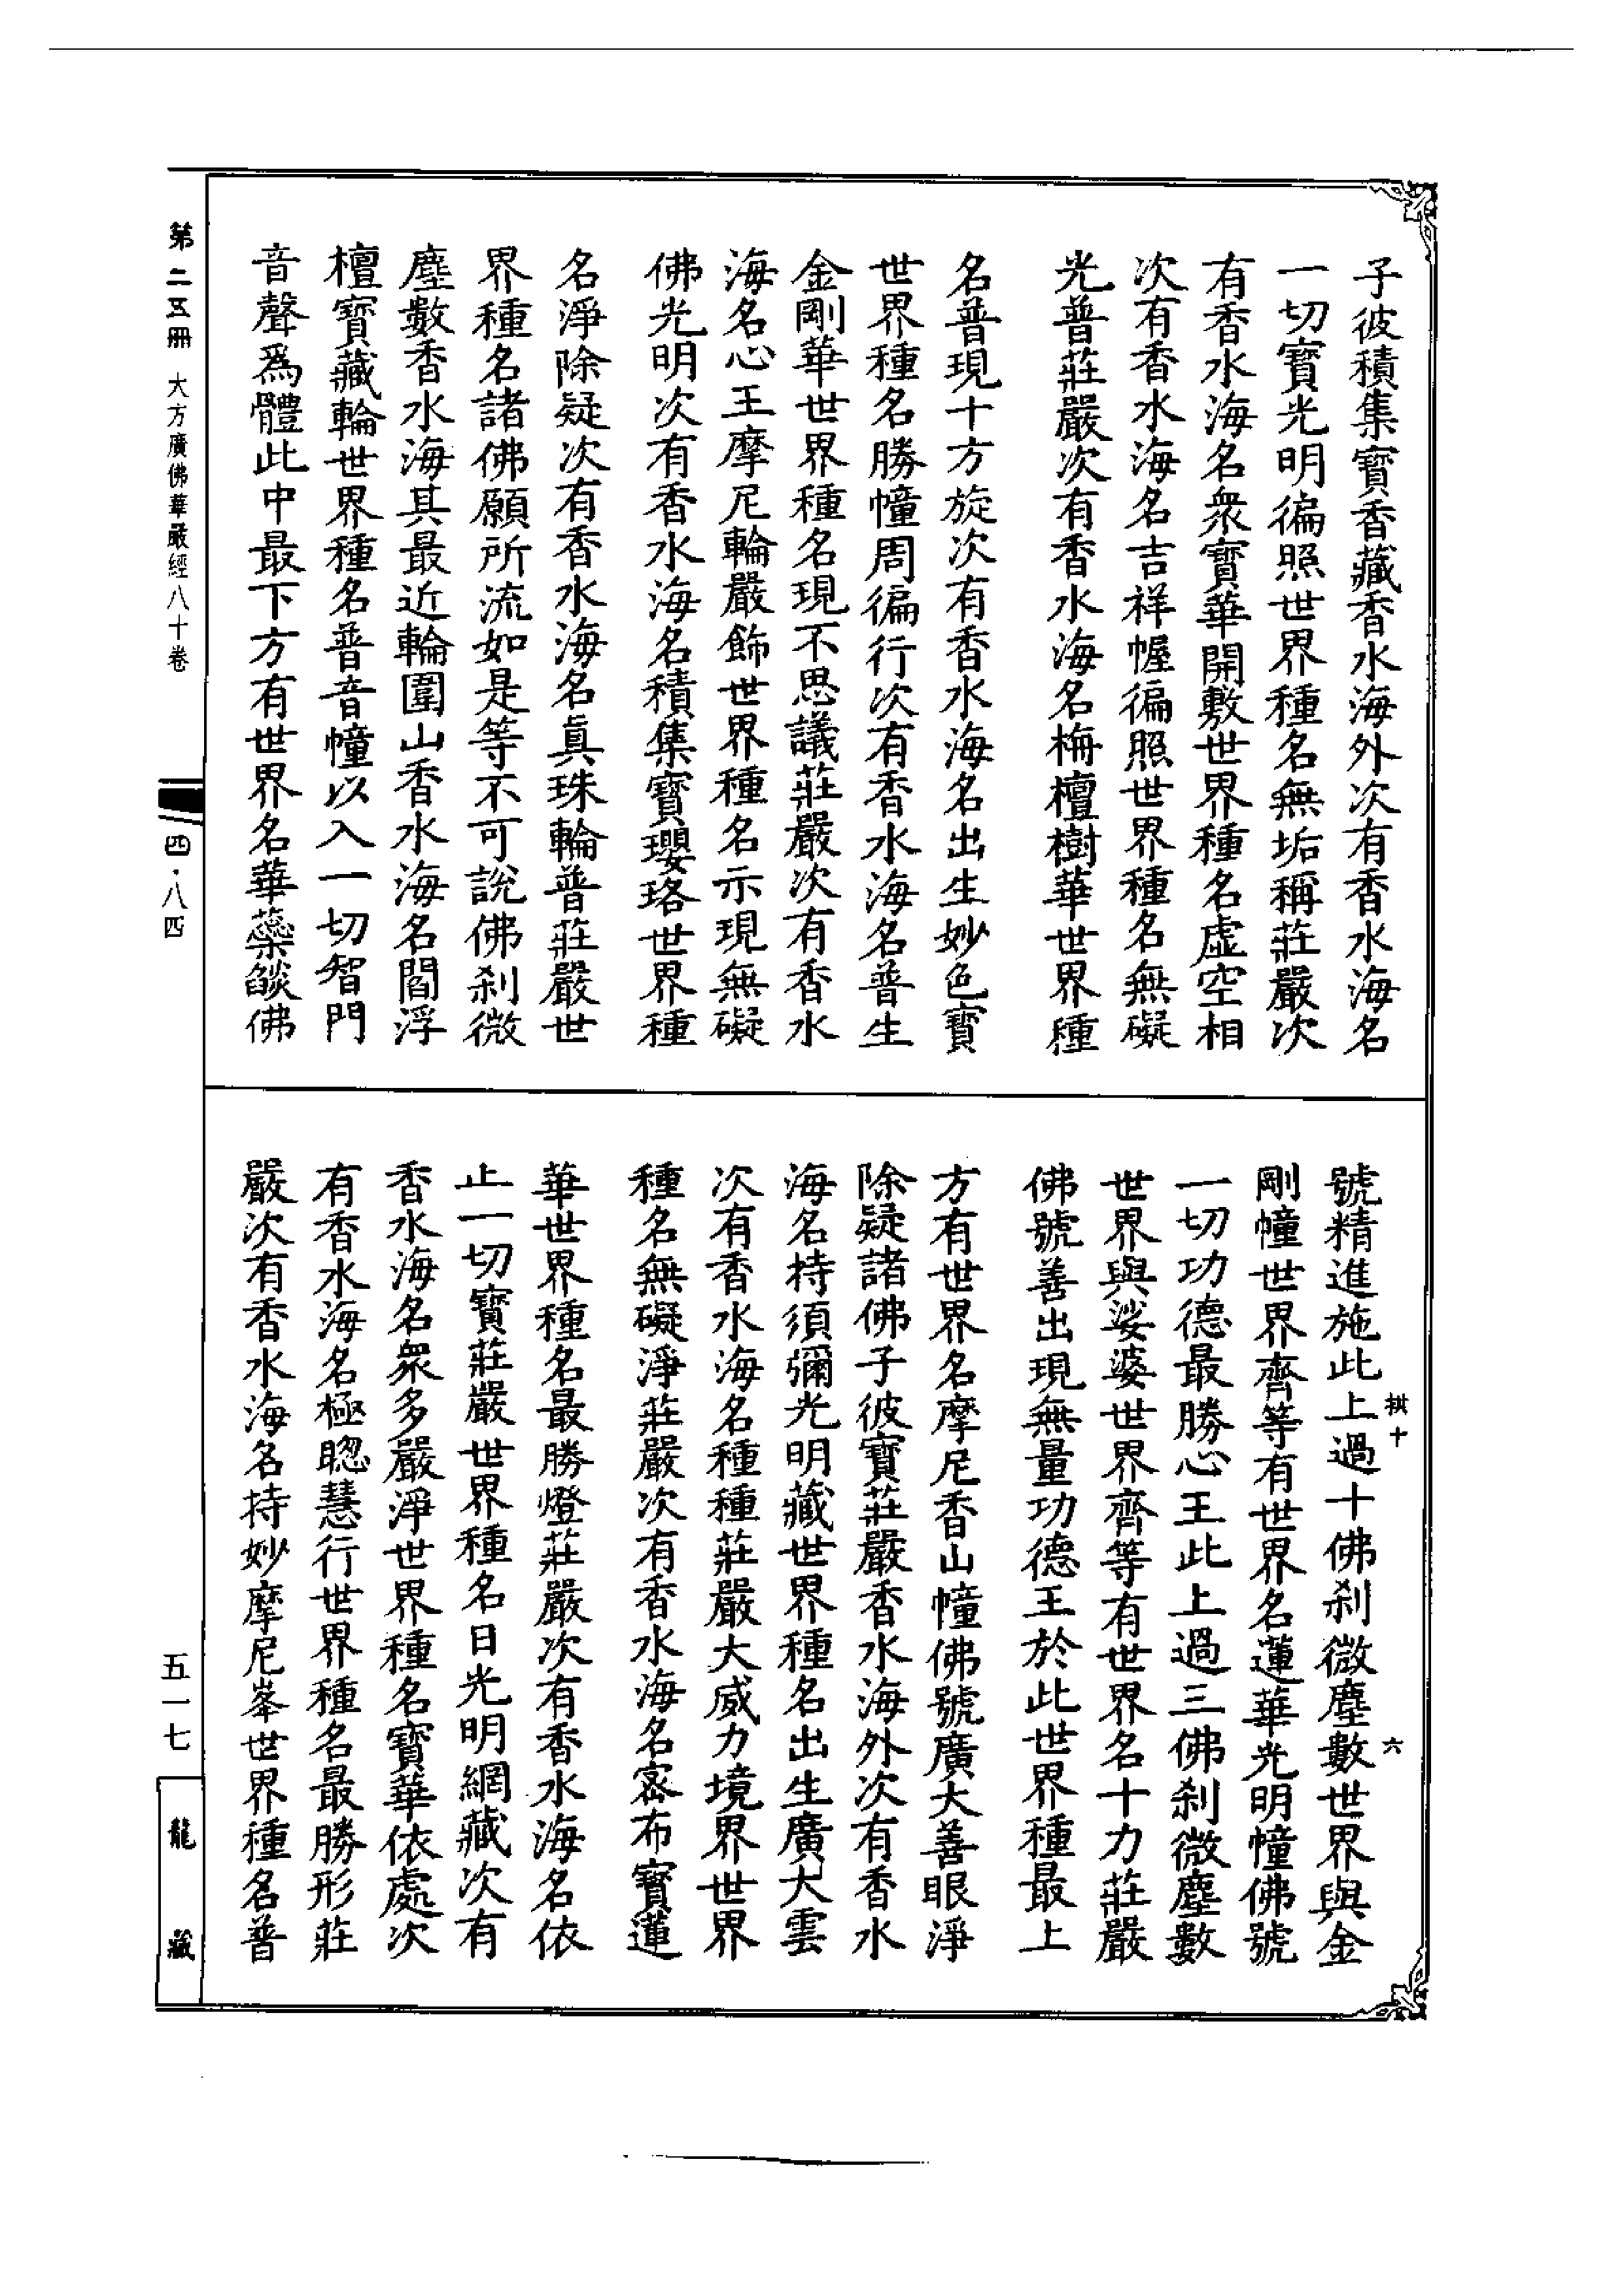 子彼積集寶香藏香水海外次有香水海名
一切寶光明徧照世界種名無垢稱莊嚴次
有香水海名衆寶華開敷世界種名虛空相
次有香水海名吉祥幄徧照世界種名無礙
光普莊嚴次有香水海名栴檀樹華世界種
名普現十方旋次有香水海名出生妙色寶
世界種名勝幢周徧行次有香水海名普生
金剛華世界種名現不思議莊嚴次有香水
海名心王摩尼輪嚴飾世界種名示現無礙
佛光明次有香水海名積集寶瓔珞世界種
名淨除疑次有香水海名眞珠輪普莊嚴世
界種名諸佛願所流如是等不可說佛刹微
塵數香水海其最近輪圍山香水海名閻浮
檀寶藏輪世界種名普音幢以入一切智門
音聲爲體此中最下方有世界名華蘂𦦨佛
號精進施此上過十佛刹微塵數世界與金
剛幢世界齊等有世界名蓮華光明幢佛號
一切功德最勝心王此上過三佛刹微塵數
世界與娑婆世界齊等有世界名十力莊嚴
佛號善出現無量功德王於此世界種最上
方有世界名摩尼香山幢佛號廣大善眼淨
除疑諸佛子彼寶莊嚴香水海外次有香水
海名持須彌光明藏世界種名出生廣大雲
次有香水海名種種莊嚴大威力境界世界
種名無礙淨莊嚴次有香水海名密布寶蓮
華世界種名最勝燈莊嚴次有香水海名依
止一切寶莊嚴世界種名日光明網藏次有
香水海名衆多嚴淨世界種名寶華依處次
有香水海名極聰慧行世界種名最勝形莊
嚴次有香水海名持妙摩尼峯世界種名普
拱十
六
第二五冊 大方廣佛華嚴經八十卷
四·八四
五一七
龍藏